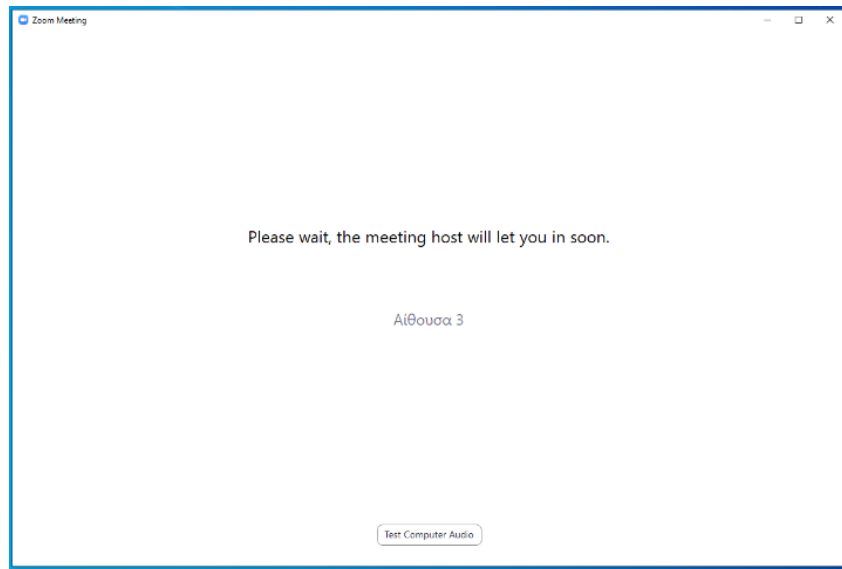 Zoom Meeting
Please wait, the meeting host will let you in soon.
Αίθουσα 3
Test Computer Audio